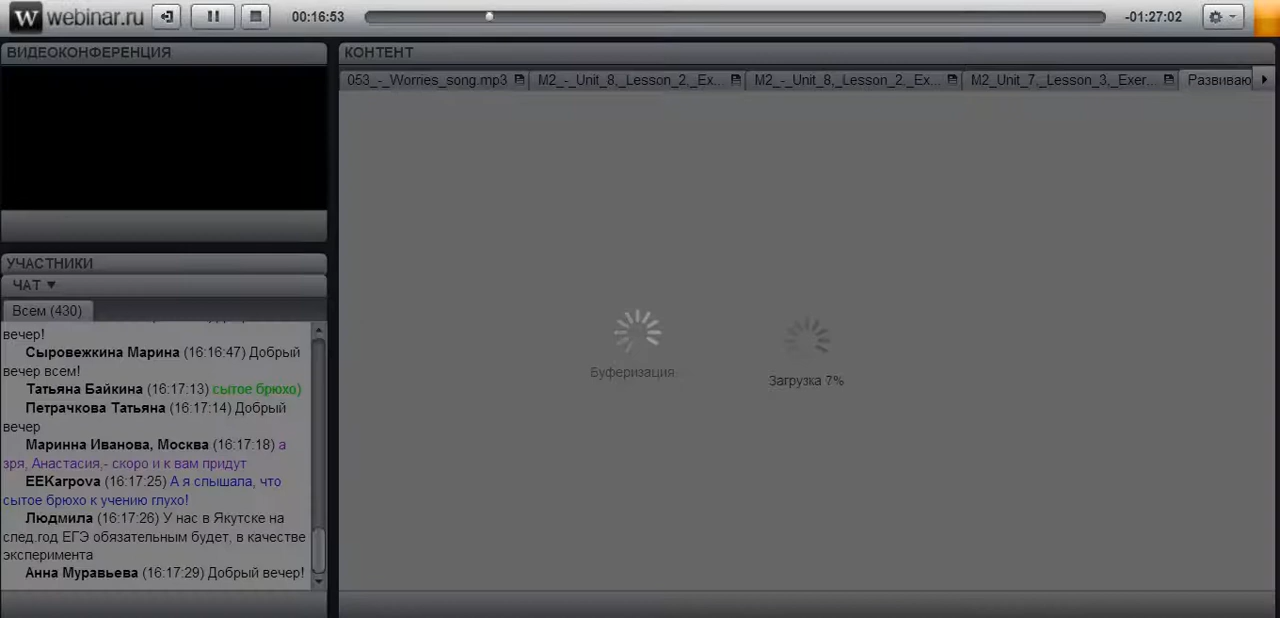 w webinar.ru 00:16:53 -01:27:02
ВИДЕОКОНФЕРЕНЦИЯ
КОНТЕНТ
053_-_Worries_song.mp3 M2_-_Unit_8,_Lesson_2,_Ex... M2_-_Unit_8,_Lesson_2,_Ex... M2_Unit_7,_Lesson_3,_Exer... Развиваю
Буферизация
Загрузка 7%
УЧАСТНИКИ
ЧАТ
Всем (430)
вечер!
Сыровежкина Марина (16:16:47) Добрый
вечер всем!
Татьяна Байкина (16:17:13) сытое брюхо)
Петрачкова Татьяна (16:17:14) Добрый
вечер
Маринна Иванова, Москва (16:17:18) а
зря, Анастасия,- скоро и к вам придут
EEKarpova (16:17:25) А я слышала, что
сытое брюхо к учению глухо!
Людмила (16:17:26) У нас в Якутске на
след.год ЕГЭ обязательным будет, в качестве
эксперимента
Анна Муравьева (16:17:29) Добрый вечер!